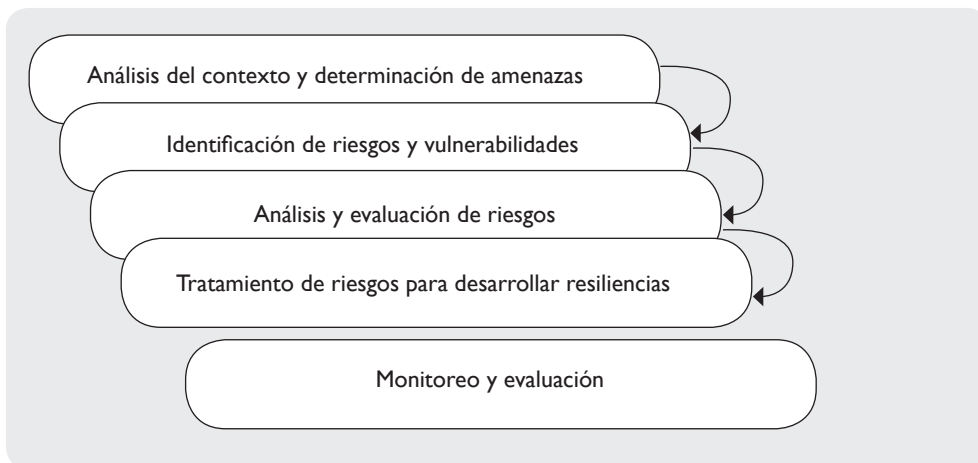 Análisis del contexto y determinación de amenazas
Identificación de riesgos y vulnerabilidades
Análisis y evaluación de riesgos
Tratamiento de riesgos para desarrollar resiliencias
Monitoreo y evaluación